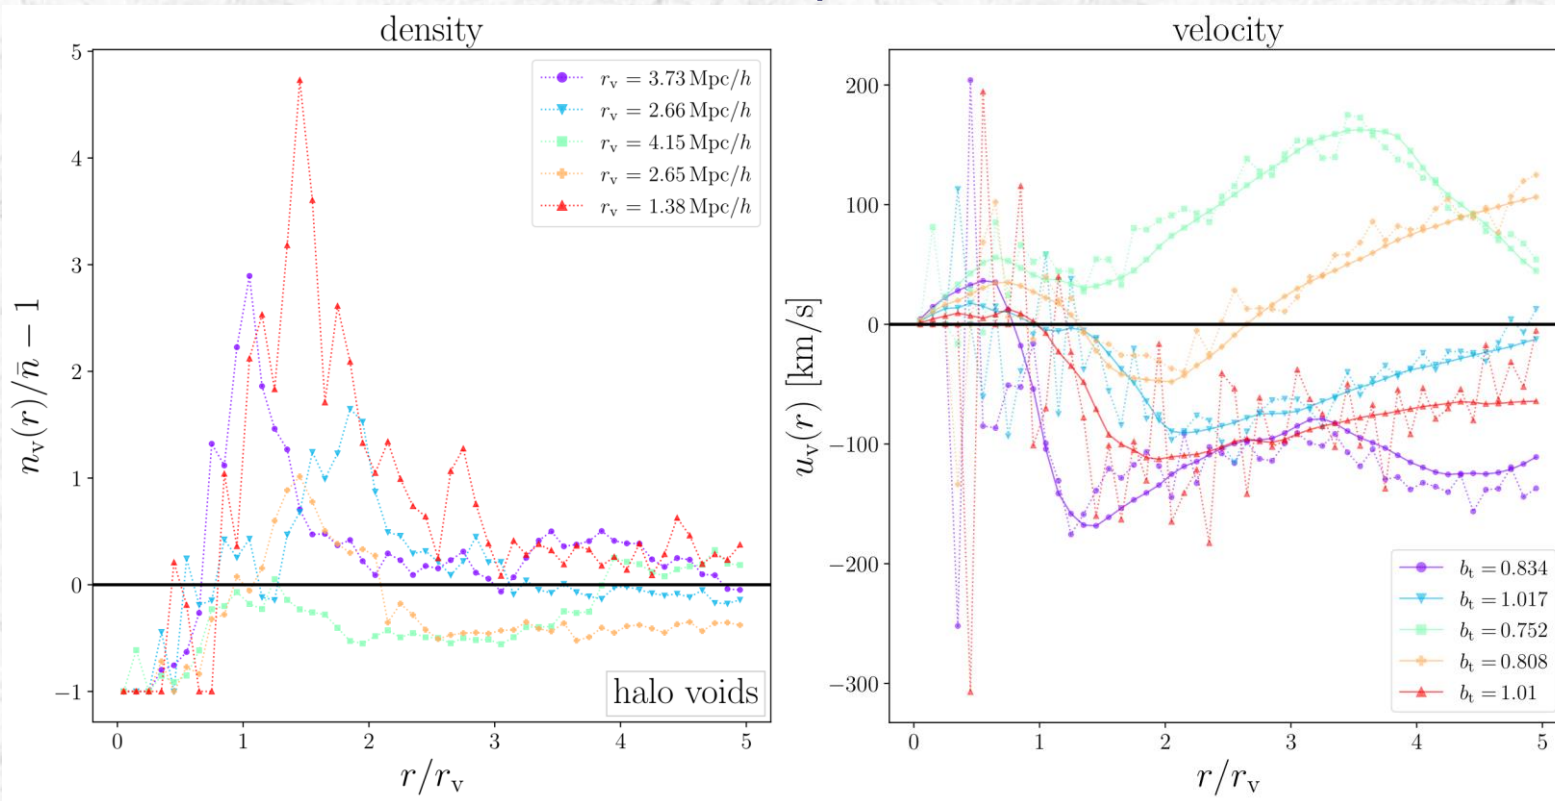 density
5
4
3
2
1
0
−1
n_v(r)/n̄ − 1
r_v = 3.73 Mpc/h
r_v = 2.66 Mpc/h
r_v = 4.15 Mpc/h
r_v = 2.65 Mpc/h
r_v = 1.38 Mpc/h
halo voids
0 1 2 3 4 5
r/r_v
velocity
200
100
0
−100
−200
−300
u_v(r) [km/s]
b_t = 0.834
b_t = 1.017
b_t = 0.752
b_t = 0.808
b_t = 1.01
0 1 2 3 4 5
r/r_v